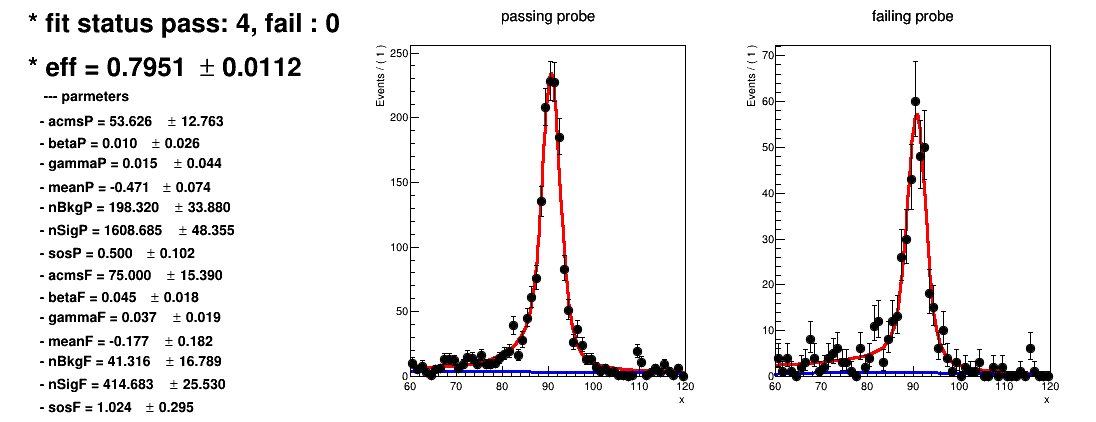 * fit status pass: 4, fail : 0
* eff = 0.7951 ± 0.0112
--- parmeters
- acmsP = 53.626 ± 12.763
- betaP = 0.010 ± 0.026
- gammaP = 0.015 ± 0.044
- meanP = -0.471 ± 0.074
- nBkgP = 198.320 ± 33.880
- nSigP = 1608.685 ± 48.355
- sosP = 0.500 ± 0.102
- acmsF = 75.000 ± 15.390
- betaF = 0.045 ± 0.018
- gammaF = 0.037 ± 0.019
- meanF = -0.177 ± 0.182
- nBkgF = 41.316 ± 16.789
- nSigF = 414.683 ± 25.530
- sosF = 1.024 ± 0.295
passing probe
Events / ( 1 )
250
200
150
100
50
0
60 70 80 90 100 110 120
x
failing probe
Events / ( 1 )
70
60
50
40
30
20
10
0
60 70 80 90 100 110 120
x